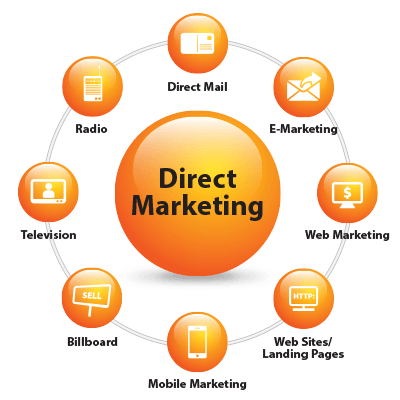 Direct Mail
E-Marketing
Web Marketing
$
HTTP:
Web Sites/
Landing Pages
Mobile Marketing
SELL
Billboard
Television
Radio
Direct
Marketing